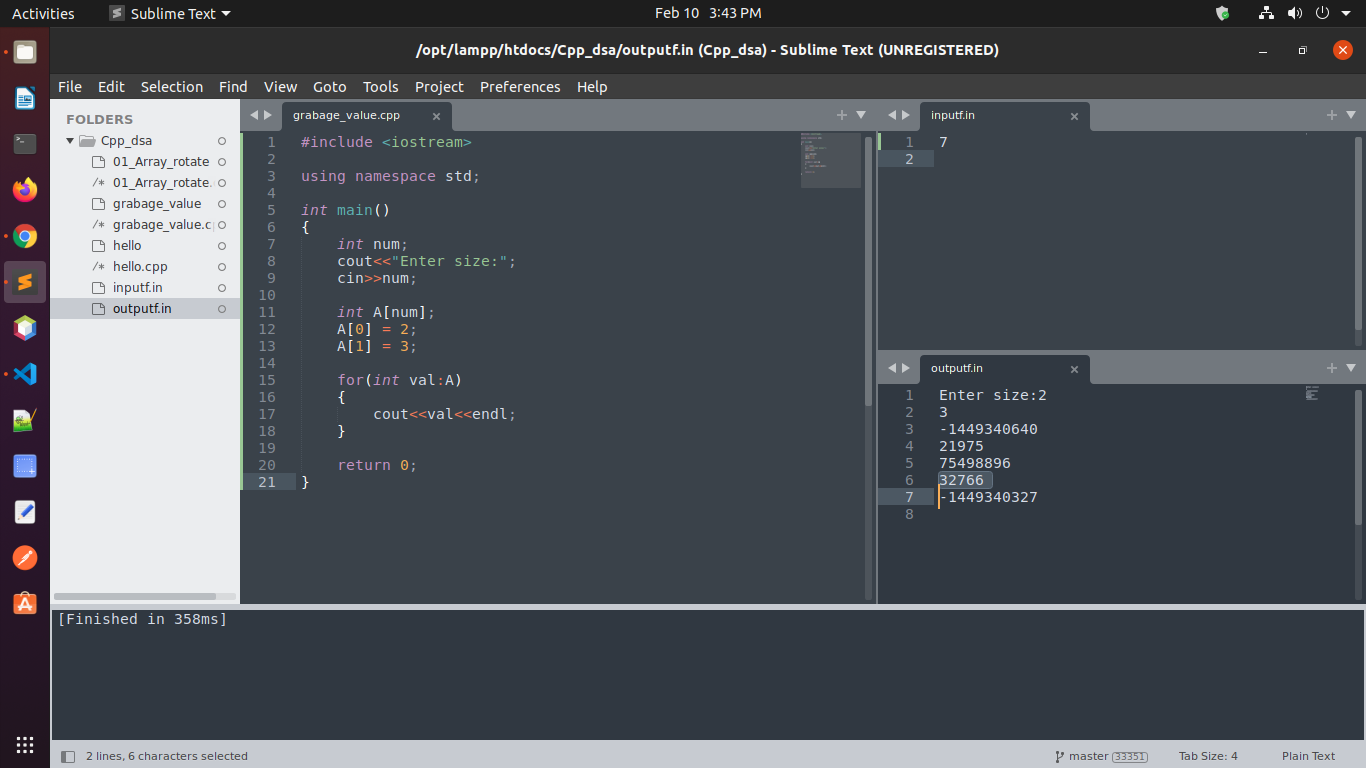 Activities Sublime Text Feb 10 3:43 PM
/opt/lampp/htdocs/Cpp_dsa/outputf.in (Cpp_dsa) - Sublime Text (UNREGISTERED)
File Edit Selection Find View Goto Tools Project Preferences Help
FOLDERS
Cpp_dsa
01_Array_rotate
/* 01_Array_rotate.
grabage_value
/* grabage_value.c
hello
/* hello.cpp
inputf.in
outputf.in
grabage_value.cpp
1 #include <iostream>
2
3 using namespace std;
4
5 int main()
6 {
7 int num;
8 cout<<"Enter size:";
9 cin>>num;
10
11 int A[num];
12 A[0] = 2;
13 A[1] = 3;
14
15 for(int val:A)
16 {
17 cout<<val<<endl;
18 }
19
20 return 0;
21 }
inputf.in
1 7
2
outputf.in
1 Enter size:2
2 3
3 -1449340640
4 21975
5 75498896
6 32766
7 -1449340327
8
[Finished in 358ms]
2 lines, 6 characters selected master 33351 Tab Size: 4 Plain Text